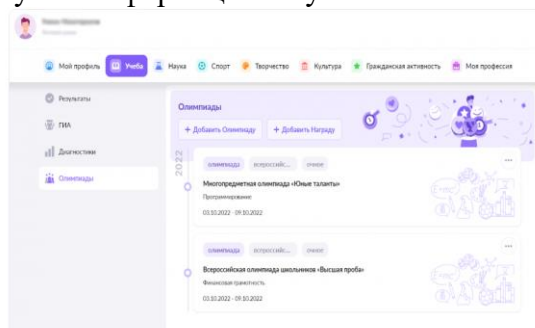 Мой профиль Учеба Наука Спорт Творчество Культура Гражданская активность Моя профессия
Результаты
ГИА
Диагностики
Олимпиады
Олимпиады
+ Добавить Олимпиаду + Добавить Награду
2022
олимпиада всероссийс... очное
Многопредметная олимпиада «Юные таланты»
Программирование
03.10.2022 - 09.10.2022
олимпиада всероссийс... очное
Всероссийская олимпиада школьников «Высшая проба»
Финансовая грамотность
03.10.2022 - 09.10.2022